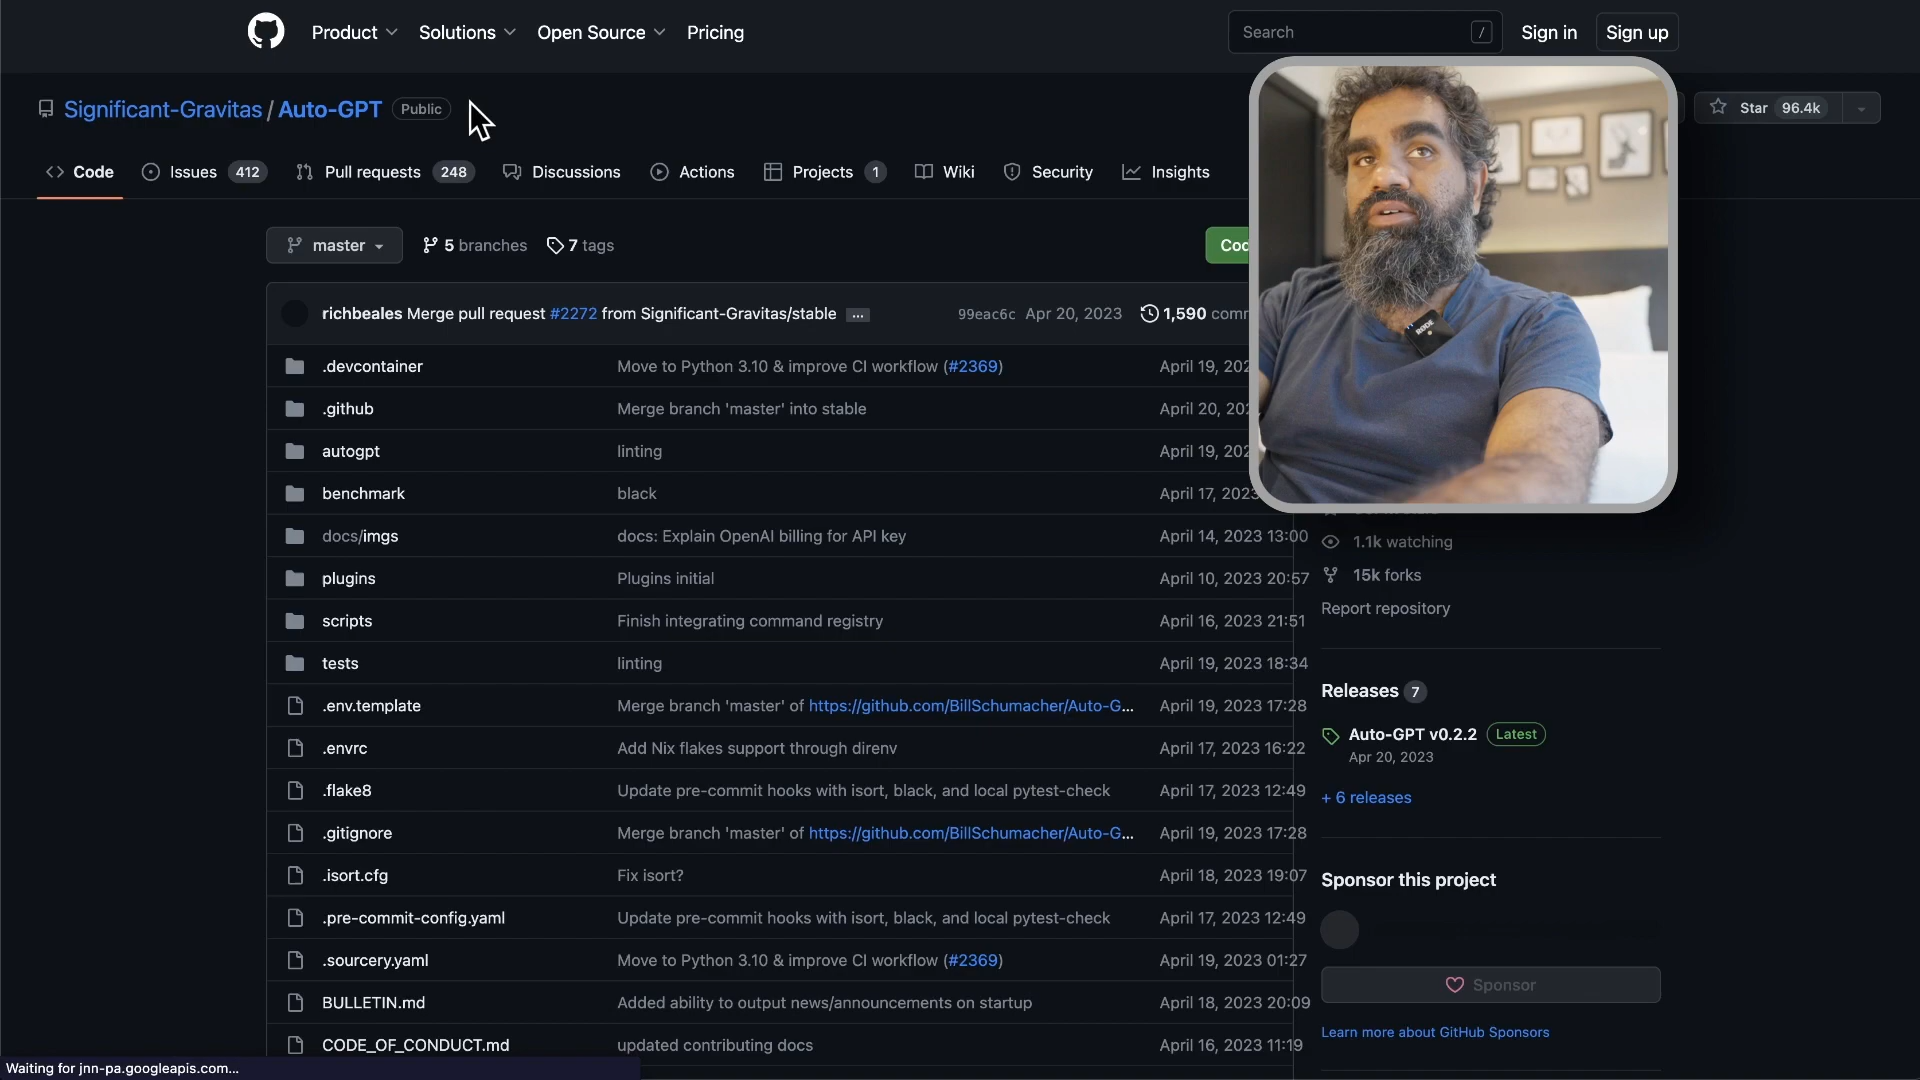 Product Solutions Open Source Pricing Search / Sign in Sign up
Significant-Gravitas / Auto-GPT Public Star 96.4k
Code Issues 412 Pull requests 248 Discussions Actions Projects 1 Wiki Security Insights
master 5 branches 7 tags
richbeales Merge pull request #2272 from Significant-Gravitas/stable ... 99eac6c Apr 20, 2023 1,590
.devcontainer Move to Python 3.10 & improve CI workflow (#2369) April 19,
.github Merge branch 'master' into stable April 20,
autogpt linting April 19,
benchmark black April 17, 2023
docs/imgs docs: Explain OpenAI billing for API key April 14, 2023 13:00
plugins Plugins initial April 10, 2023 20:57
scripts Finish integrating command registry April 16, 2023 21:51
tests linting April 19, 2023 18:34
.env.template Merge branch 'master' of https://github.com/BillSchumacher/Auto-G... April 19, 2023 17:28
.envrc Add Nix flakes support through direnv April 17, 2023 16:22
.flake8 Update pre-commit hooks with isort, black, and local pytest-check April 17, 2023 12:49
.gitignore Merge branch 'master' of https://github.com/BillSchumacher/Auto-G... April 19, 2023 17:28
.isort.cfg Fix isort? April 18, 2023 19:07
.pre-commit-config.yaml Update pre-commit hooks with isort, black, and local pytest-check April 17, 2023 12:49
.sourcery.yaml Move to Python 3.10 & improve CI workflow (#2369) April 19, 2023 01:27
BULLETIN.md Added ability to output news/announcements on startup April 18, 2023 20:09
CODE_OF_CONDUCT.md updated contributing docs April 16, 2023 11:19
RODE
1.1k watching
15k forks
Report repository
Releases 7
Auto-GPT v0.2.2 Latest
Apr 20, 2023
+ 6 releases
Sponsor this project
Sponsor
Learn more about GitHub Sponsors
Waiting for jnn-pa.googleapis.com...